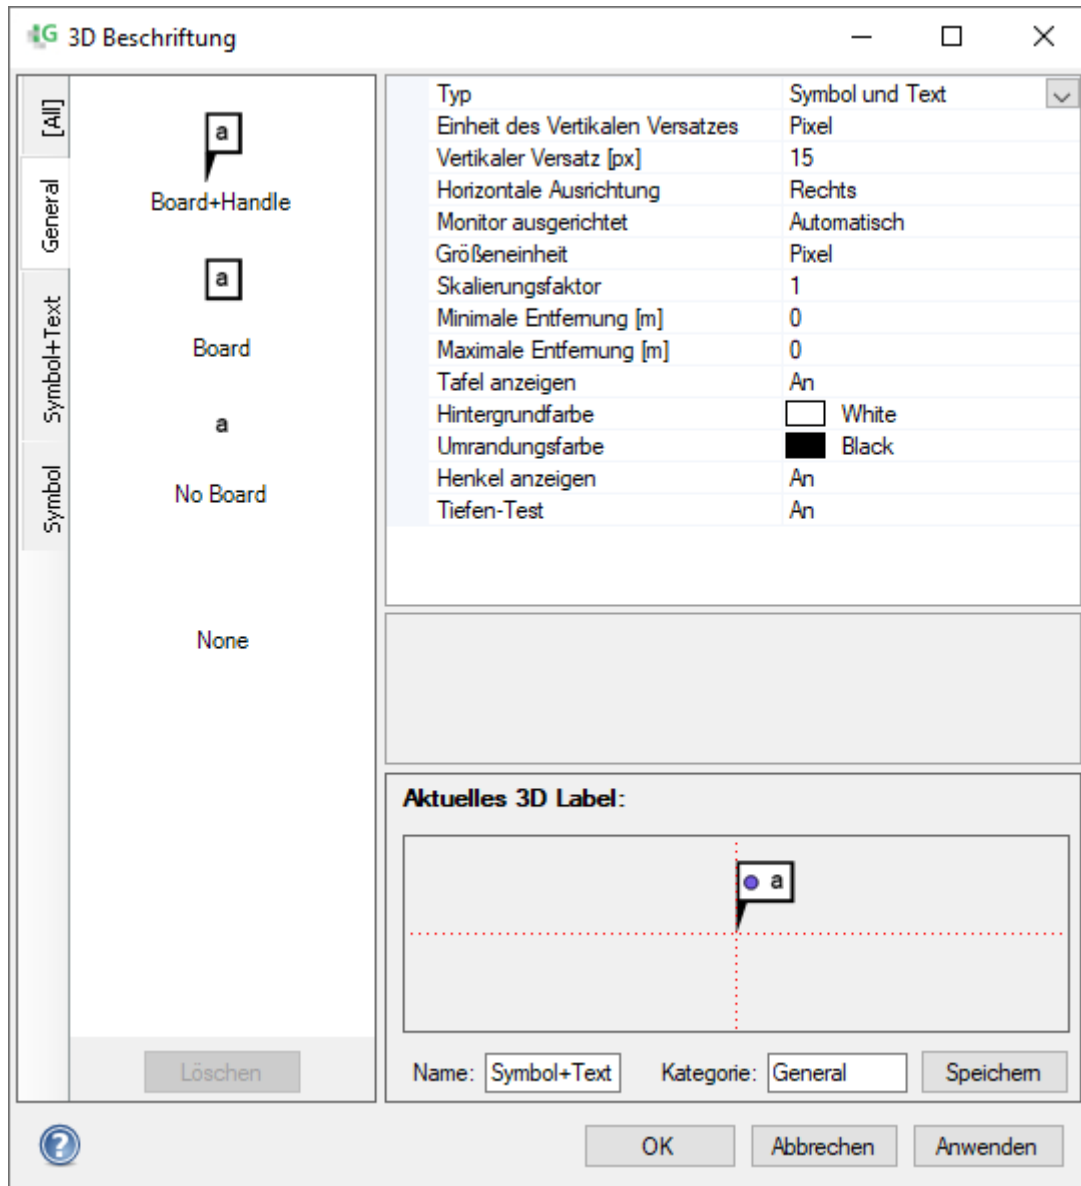 3D Beschriftung
[All]
General
Symbol+Text
Symbol
a
Board+Handle
a
Board
a
No Board
None
Löschen
Typ Symbol und Text
Einheit des Vertikalen Versatzes Pixel
Vertikaler Versatz [px] 15
Horizontale Ausrichtung Rechts
Monitor ausgerichtet Automatisch
Größeneinheit Pixel
Skalierungsfaktor 1
Minimale Entfernung [m] 0
Maximale Entfernung [m] 0
Tafel anzeigen An
Hintergrundfarbe White
Umrandungsfarbe Black
Henkel anzeigen An
Tiefen-Test An
Aktuelles 3D Label:
a
Name: Symbol+Text Kategorie: General Speichern
? OK Abbrechen Anwenden